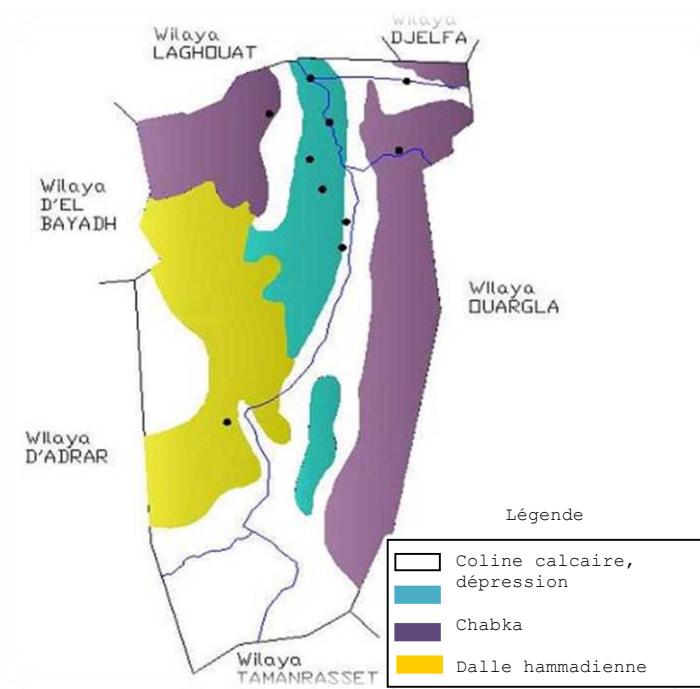 Wilaya
DJELFA
Wilaya
LAGHOUAT
Wilaya
D'EL
BAYADH
Wilaya
OUARGLA
Wilaya
D'ADRAR
Wilaya
TAMANRASSET
Légende
Coline calcaire,
dépression
Chabka
Dalle hammadienne